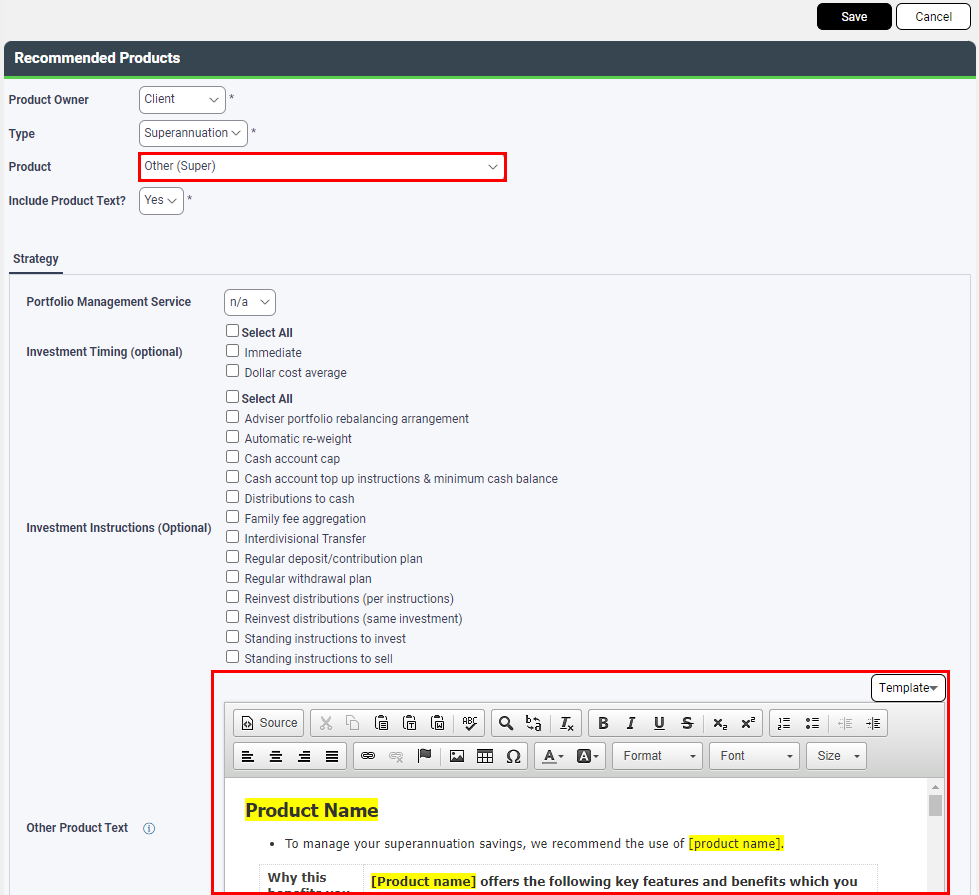 Save Cancel
Recommended Products
Product Owner Client *
Type Superannuation *
Product Other (Super)
Include Product Text? Yes *
Strategy
Portfolio Management Service n/a
Select All
Investment Timing (optional) Immediate
Dollar cost average
Select All
Adviser portfolio rebalancing arrangement
Automatic re-weight
Cash account cap
Cash account top up instructions & minimum cash balance
Distributions to cash
Family fee aggregation
Investment Instructions (Optional)
Interdivisional Transfer
Regular deposit/contribution plan
Regular withdrawal plan
Reinvest distributions (per instructions)
Reinvest distributions (same investment)
Standing instructions to invest
Standing instructions to sell
Template
Source
Format Font Size
Product Name
Other Product Text
• To manage your superannuation savings, we recommend the use of [product name].
Why this
benefits you
[Product name] offers the following key features and benefits which you